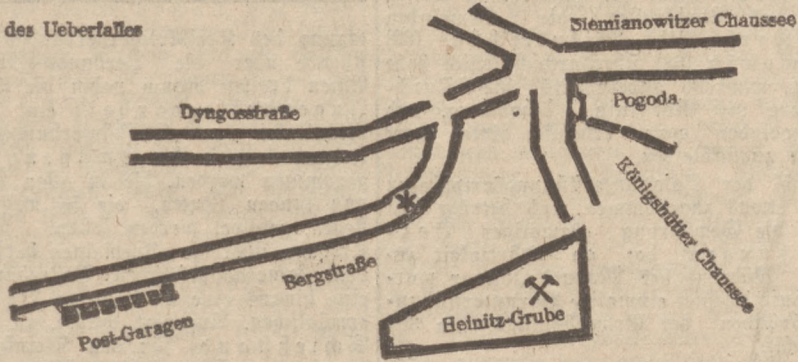 des Ueberfalles
Siemianowitzer Chaussee
Dyngosstraße
Pogoda
Königshütter Chaussee
Bergstraße
Heinitz-Grube
Post-Garagen